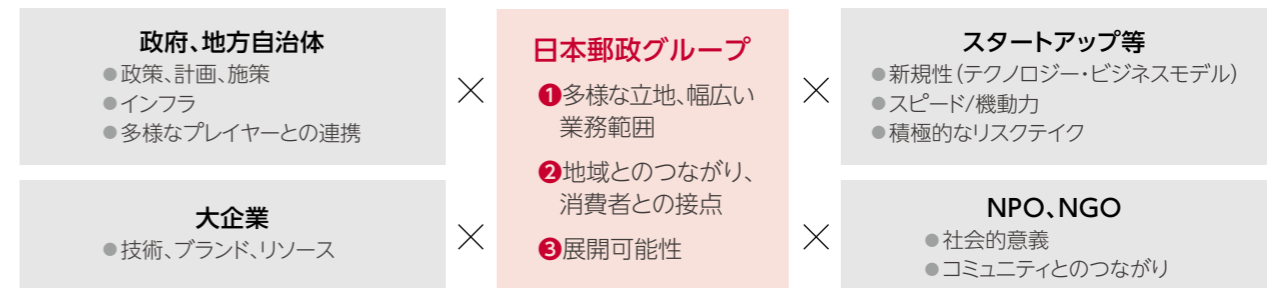 政府、地方自治体
●政策、計画、施策
●インフラ
●多様なプレイヤーとの連携
×
大企業
●技術、ブランド、リソース
×
日本郵政グループ
❶多様な立地、幅広い
業務範囲
❷地域とのつながり、
消費者との接点
❸展開可能性
×
スタートアップ等
●新規性(テクノロジー・ビジネスモデル)
●スピード/機動力
●積極的なリスクテイク
×
NPO、NGO
●社会的意義
●コミュニティとのつながり